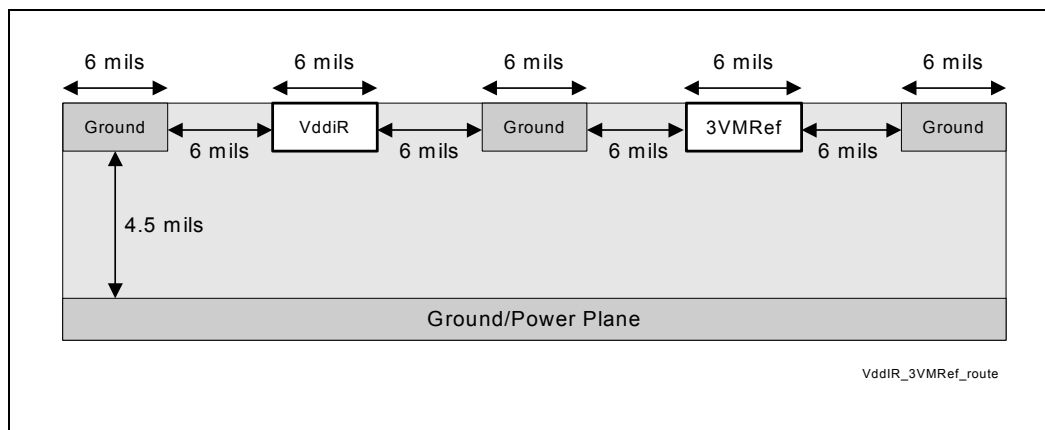 6 mils 6 mils 6 mils 6 mils 6 mils
Ground VddiR Ground 3VMRef Ground
6 mils 6 mils 6 mils 6 mils
4.5 mils
Ground/Power Plane
VddIR_3VMRef_route